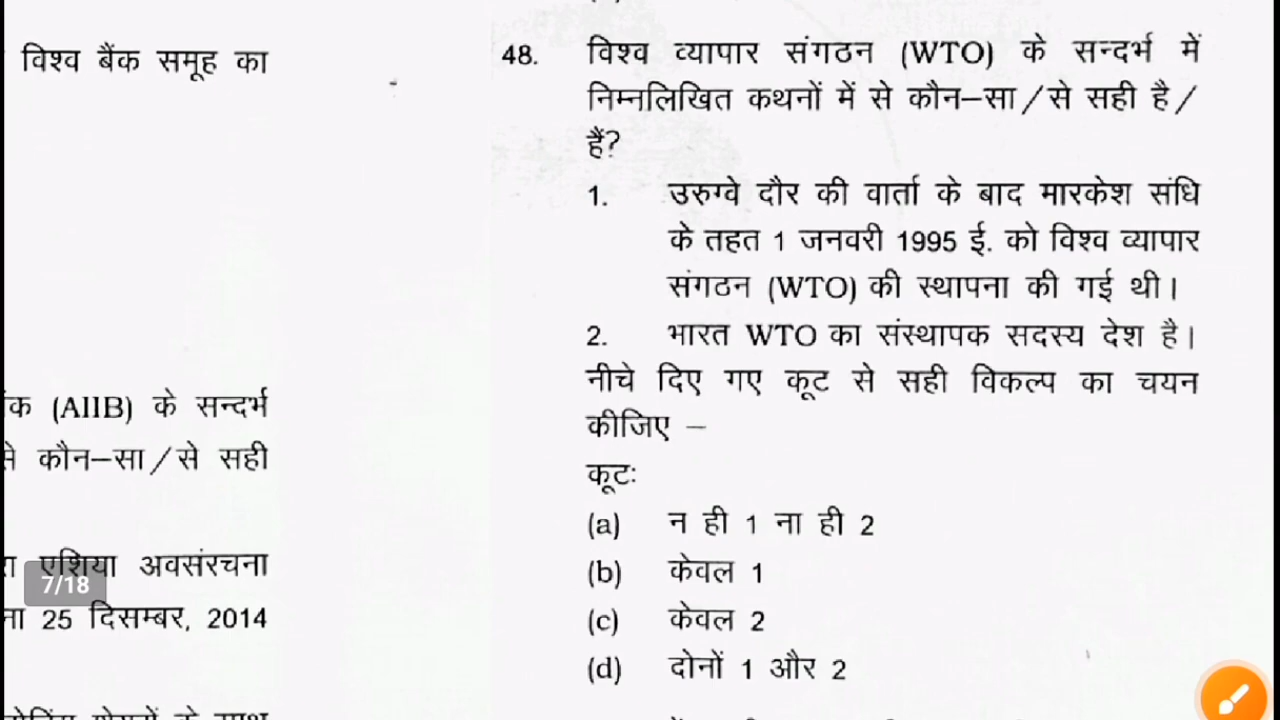 विश्व बैंक समूह का
क (AIIB) के सन्दर्भ
से कौन–सा/से सही
एशिया अवसंरचना
7/18
ना 25 दिसम्बर, 2014
48. विश्व व्यापार संगठन (WTO) के सन्दर्भ में
निम्नलिखित कथनों में से कौन–सा/से सही है/
हैं?
1. उरुग्वे दौर की वार्ता के बाद मारकेश संधि
के तहत 1 जनवरी 1995 ई. को विश्व व्यापार
संगठन (WTO) की स्थापना की गई थी।
2. भारत WTO का संस्थापक सदस्य देश है।
नीचे दिए गए कूट से सही विकल्प का चयन
कीजिए –
कूटः
(a) न ही 1 ना ही 2
(b) केवल 1
(c) केवल 2
(d) दोनों 1 और 2